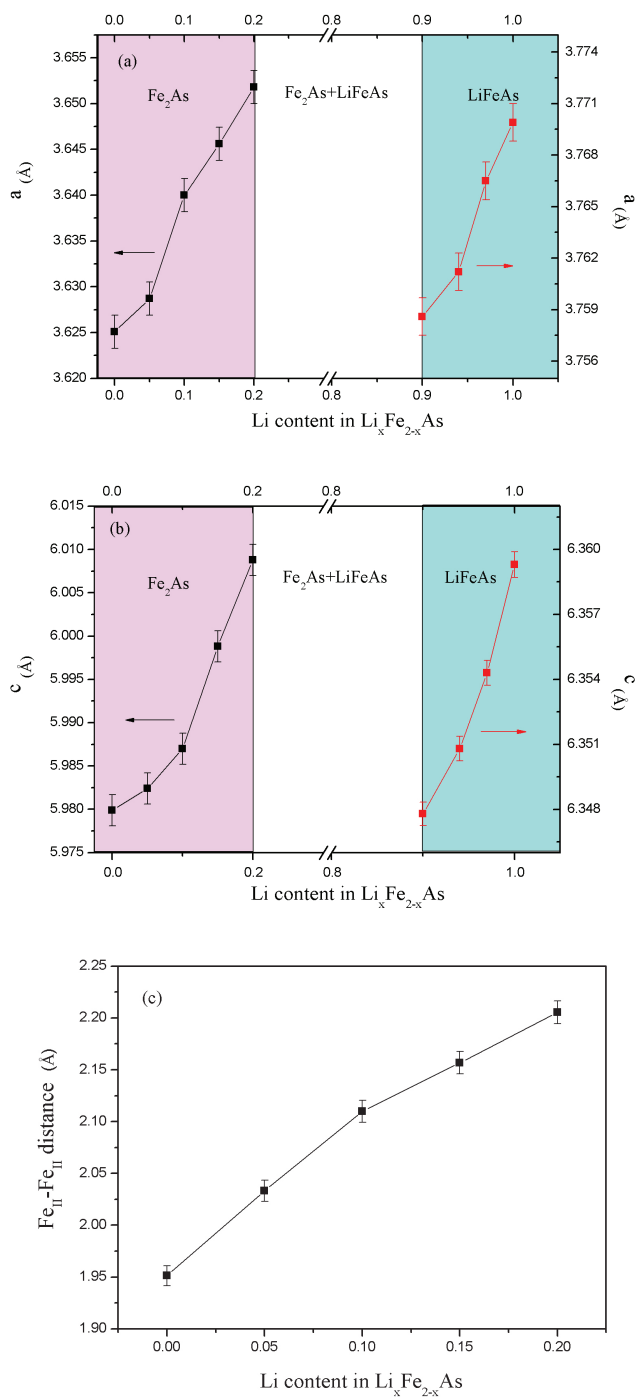 0.0 0.1 0.2 0.8 0.9 1.0
(a)
Fe₂As
Fe₂As+LiFeAs
LiFeAs
3.655
3.650
3.645
3.640
3.635
3.630
3.625
3.620
a (Å)
3.774
3.771
3.768
3.765
3.762
3.759
3.756
a (Å)
0.0 0.1 0.2 0.8 0.9 1.0
Li content in LiₓFe₂₋ₓAs
0.0 0.2 0.8 1.0
(b)
Fe₂As
Fe₂As+LiFeAs
LiFeAs
6.015
6.010
6.005
6.000
5.995
5.990
5.985
5.980
5.975
c (Å)
6.360
6.359
6.354
6.351
6.348
c (Å)
0.0 0.2 0.8 1.0
Li content in LiₓFe₂₋ₓAs
(c)
2.25
2.20
2.15
2.10
2.05
2.00
1.95
1.90
Fe_II-Fe_II distance (Å)
0.00 0.05 0.10 0.15 0.20
Li content in LiₓFe₂₋ₓAs